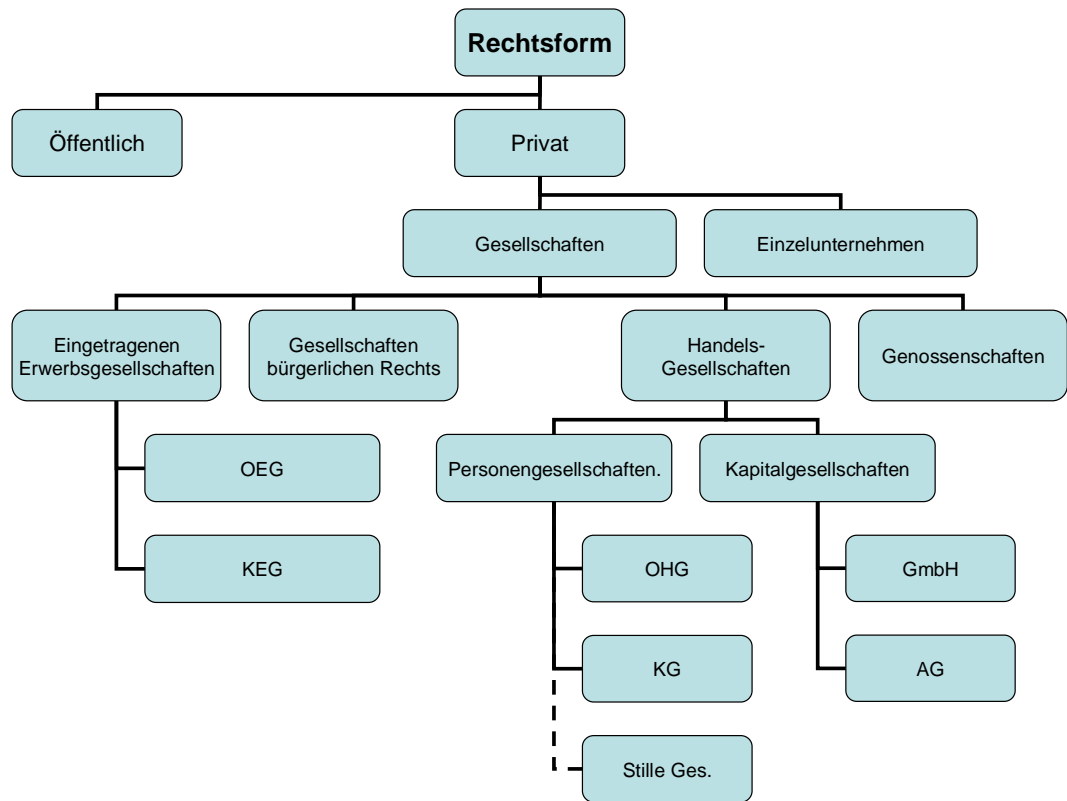 Rechtsform
Öffentlich
Privat
Gesellschaften
Einzelunternehmen
Eingetragenen
Erwerbsgesellschaften
Gesellschaften
bürgerlichen Rechts
Handels-
Gesellschaften
Genossenschaften
OEG
KEG
Personengesellschaften.
Kapitalgesellschaften
OHG
KG
Stille Ges.
GmbH
AG